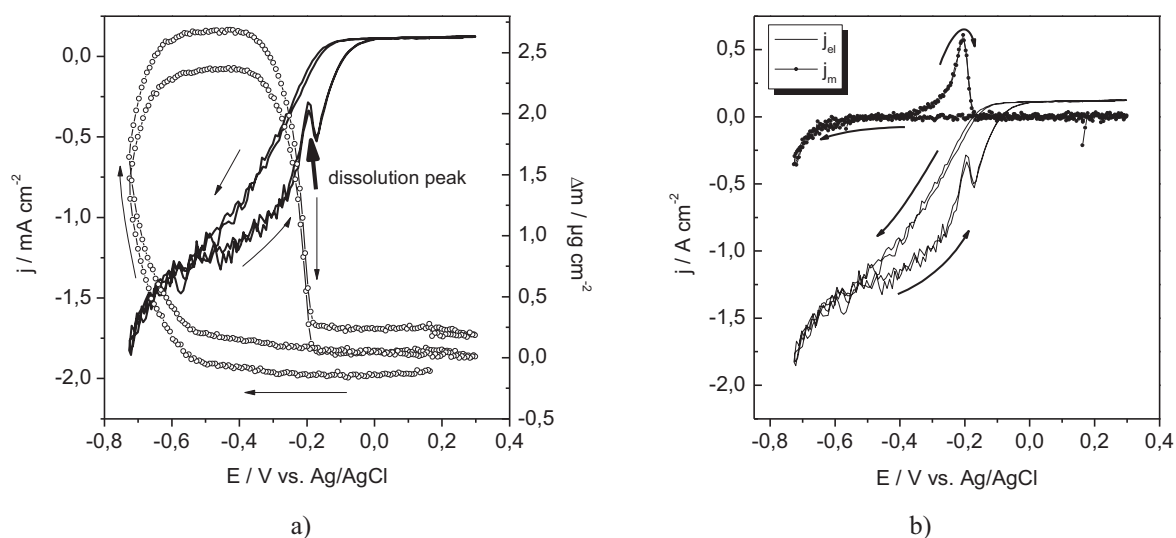 0,0
-0,5
-1,0
-1,5
-2,0
j / mA cm-2
dissolution peak
2,5
2,0
1,5
1,0
0,5
0,0
-0,5
Δm / µg cm-2
-0,8 -0,6 -0,4 -0,2 0,0 0,2 0,4
E / V vs. Ag/AgCl
a)
jel
jm
0,5
0,0
-0,5
-1,0
-1,5
-2,0
j / A cm-2
-0,8 -0,6 -0,4 -0,2 0,0 0,2 0,4
E / V vs. Ag/AgCl
b)